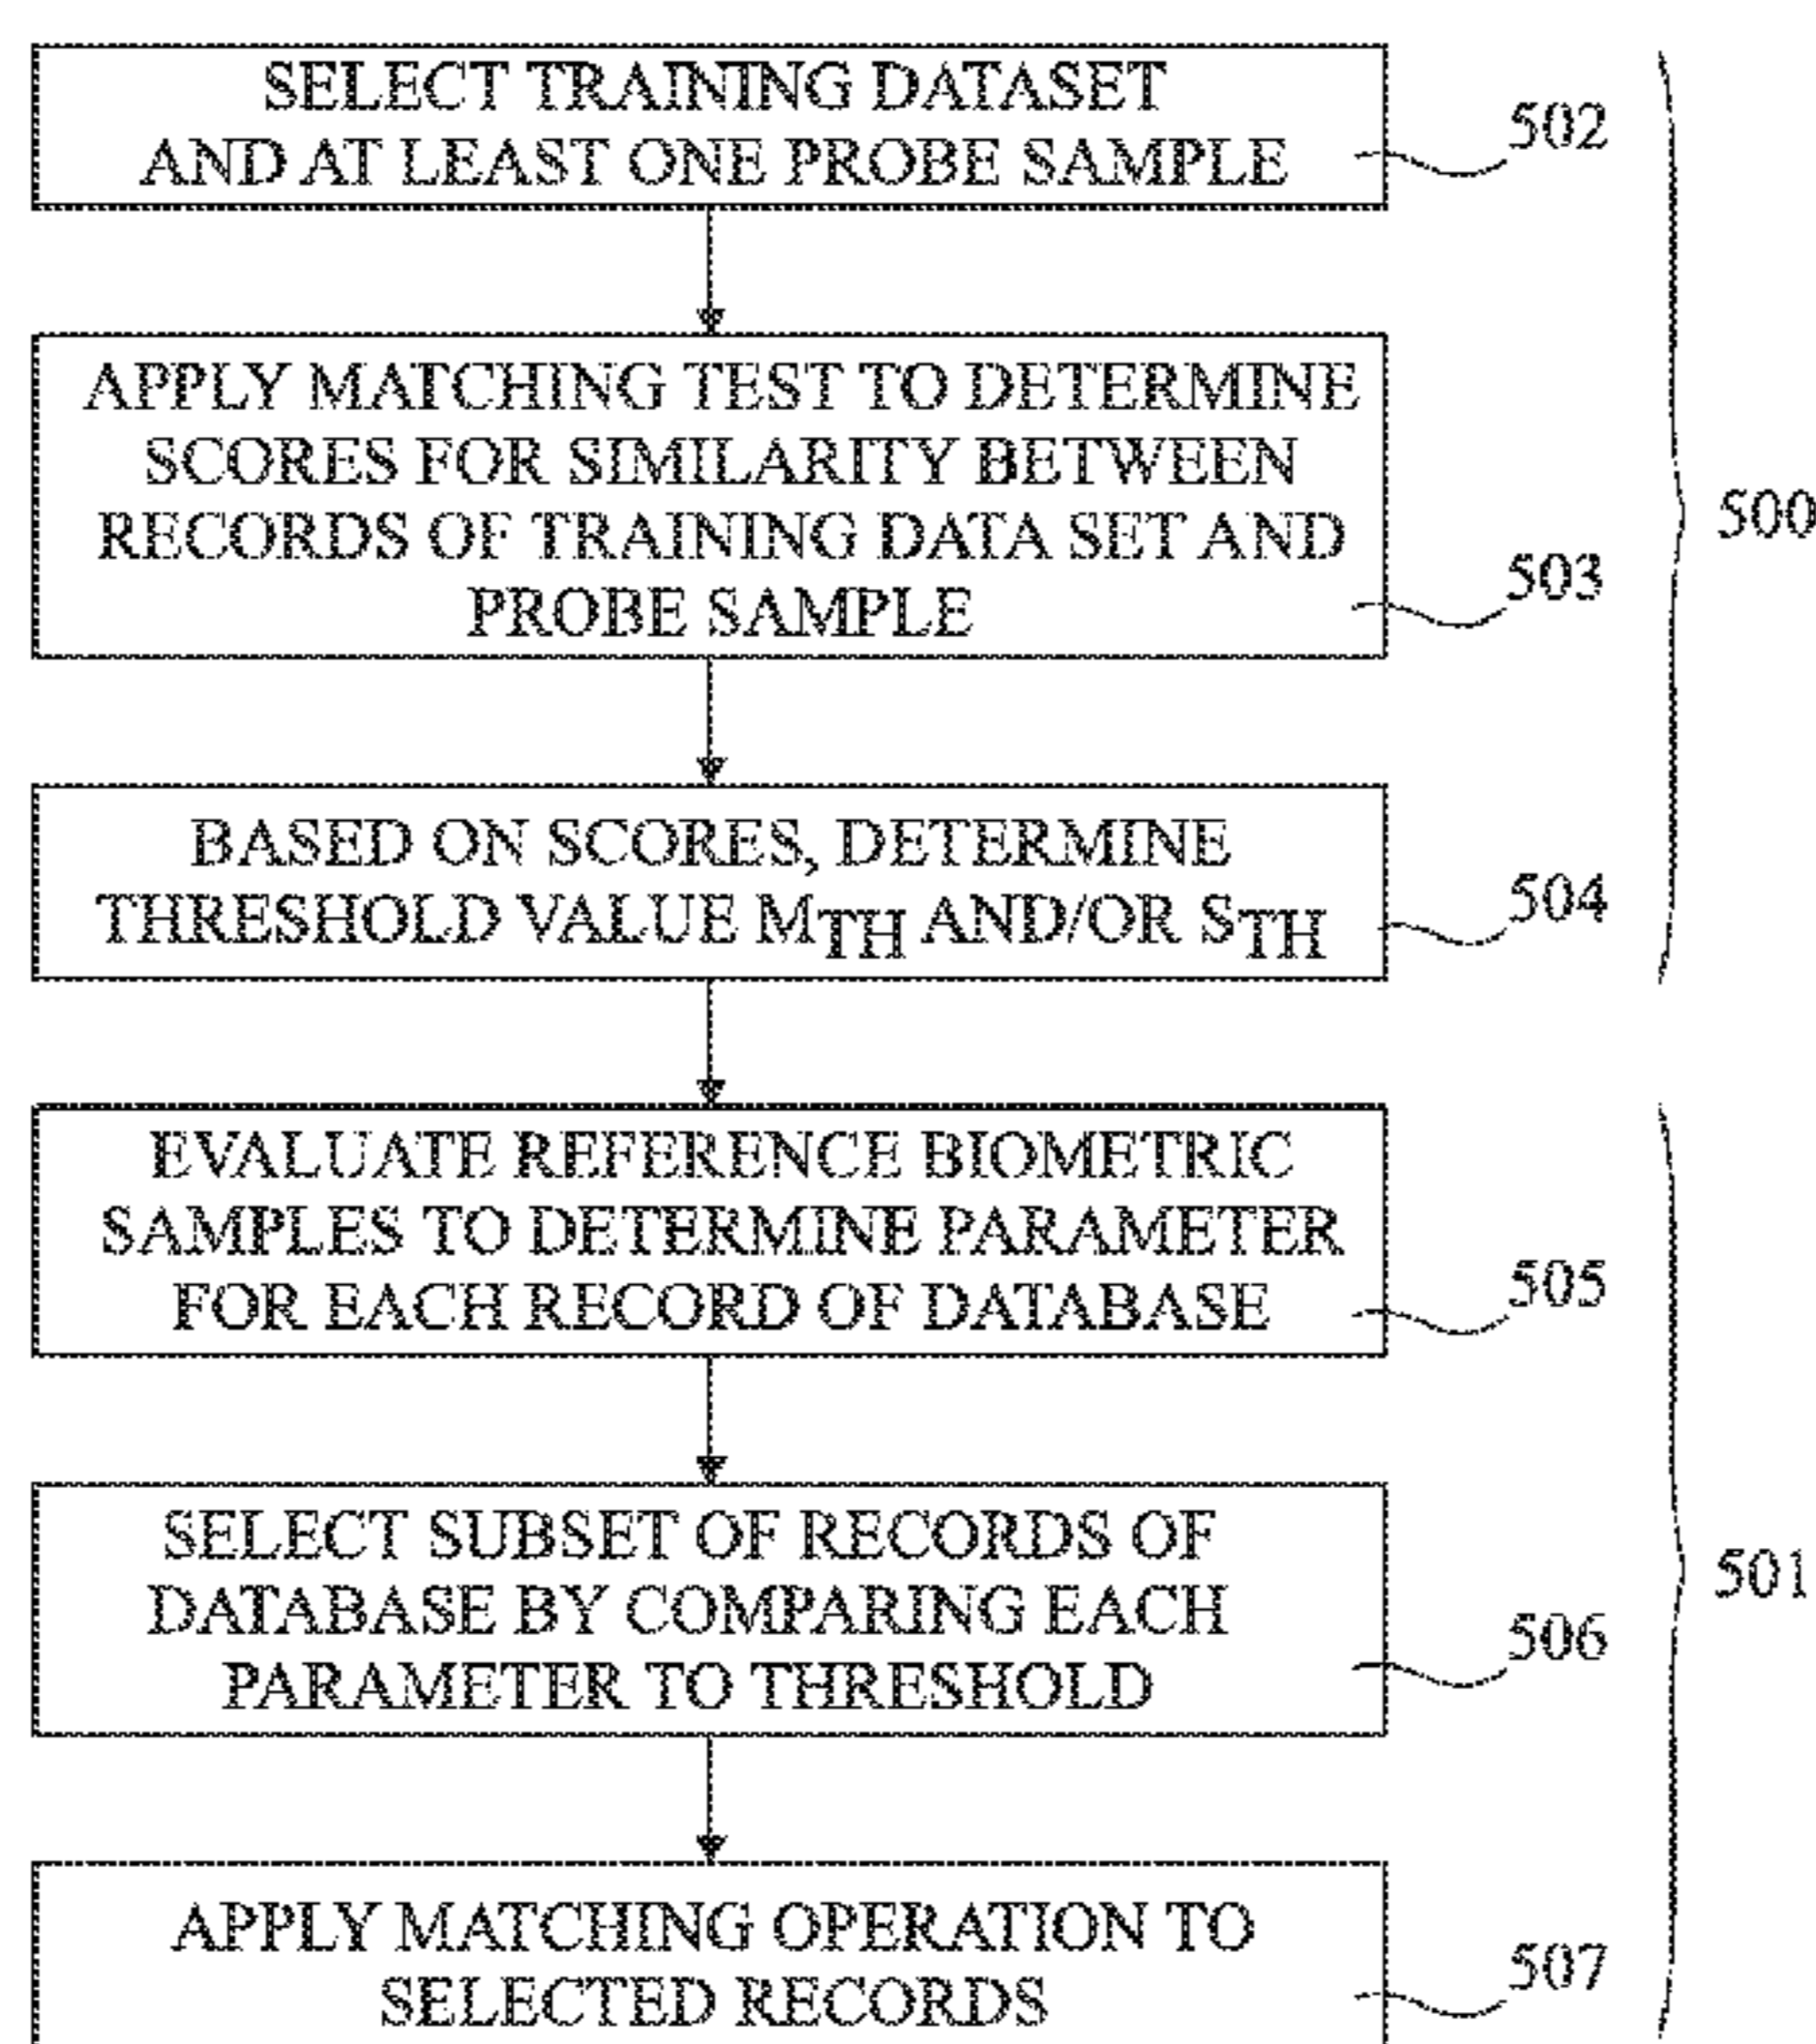 SELECT TRAINING DATASET
AND AT LEAST ONE PROBE SAMPLE
502
APPLY MATCHING TEST TO DETERMINE
SCORES FOR SIMILARITY BETWEEN
RECORDS OF TRAINING DATA SET AND
PROBE SAMPLE
503
500
BASED ON SCORES, DETERMINE
THRESHOLD VALUE MTH AND/OR STH
504
EVALUATE REFERENCE BIOMETRIC
SAMPLES TO DETERMINE PARAMETER
FOR EACH RECORD OF DATABASE
505
SELECT SUBSET OF RECORDS OF
DATABASE BY COMPARING EACH
PARAMETER TO THRESHOLD
506
501
APPLY MATCHING OPERATION TO
SELECTED RECORDS
507